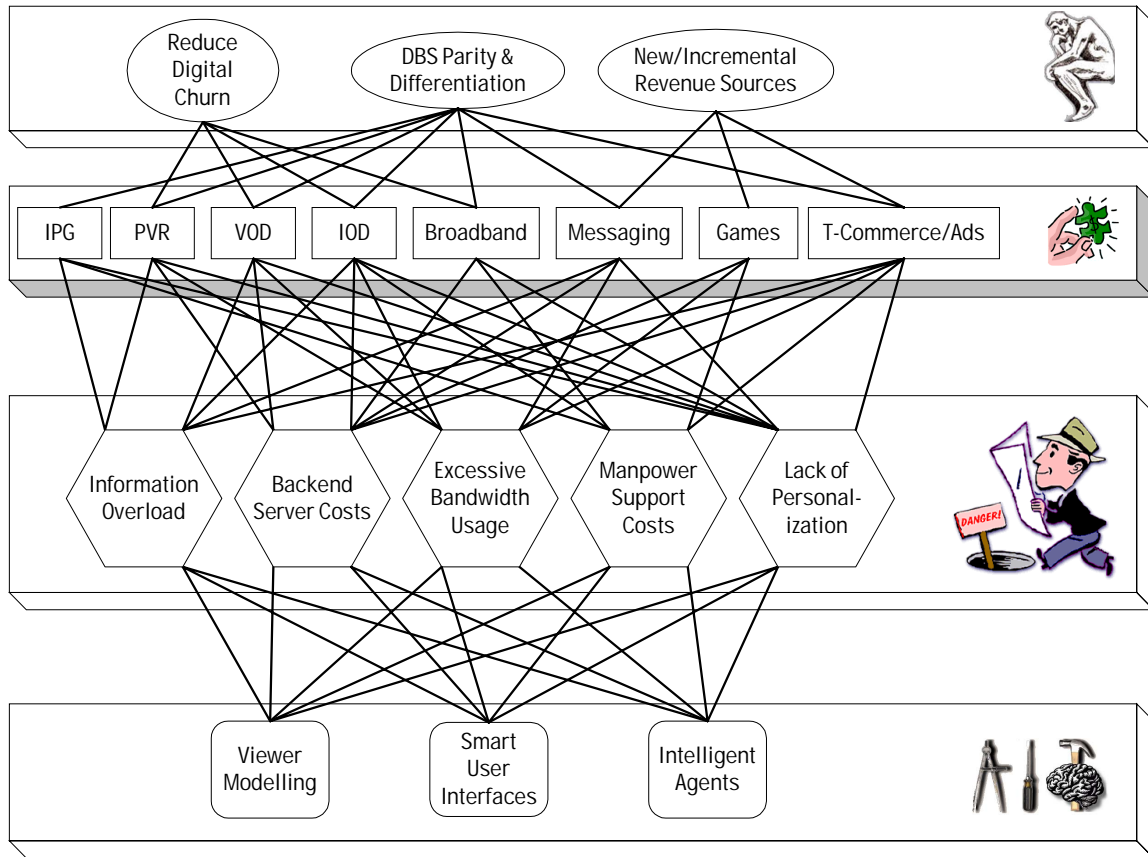 Reduce
Digital
Churn
DBS Parity &
Differentiation
New/Incremental
Revenue Sources
IPG
PVR
VOD
IOD
Broadband
Messaging
Games
T-Commerce/Ads
Information
Overload
Backend
Server Costs
Excessive
Bandwidth
Usage
Manpower
Support
Costs
Lack of
Personal-
ization
DANGER!
Viewer
Modelling
Smart
User
Interfaces
Intelligent
Agents